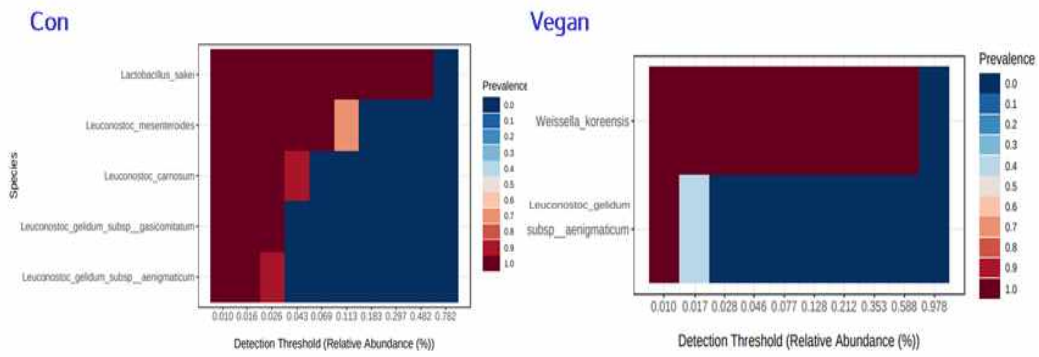 Con
Vegan
Species
Lactobacillus_sakei
Leuconostoc_mesenteroides
Leuconostoc_carnosum
Leuconostoc_gelidum_subsp__gasicomitatum
Leuconostoc_gelidum_subsp__aenigmaticum
0.010 0.016 0.026 0.043 0.069 0.113 0.183 0.297 0.482 0.782
Detection Threshold (Relative Abundance (%))
Prevalence
0.0
0.1
0.2
0.3
0.4
0.5
0.6
0.7
0.8
0.9
1.0
Weissella_koreensis
Leuconostoc_gelidum
subsp__aenigmaticum
0.010 0.017 0.028 0.046 0.077 0.128 0.212 0.353 0.588 0.978
Detection Threshold (Relative Abundance (%))
Prevalence
0.0
0.1
0.2
0.3
0.4
0.5
0.6
0.7
0.8
0.9
1.0